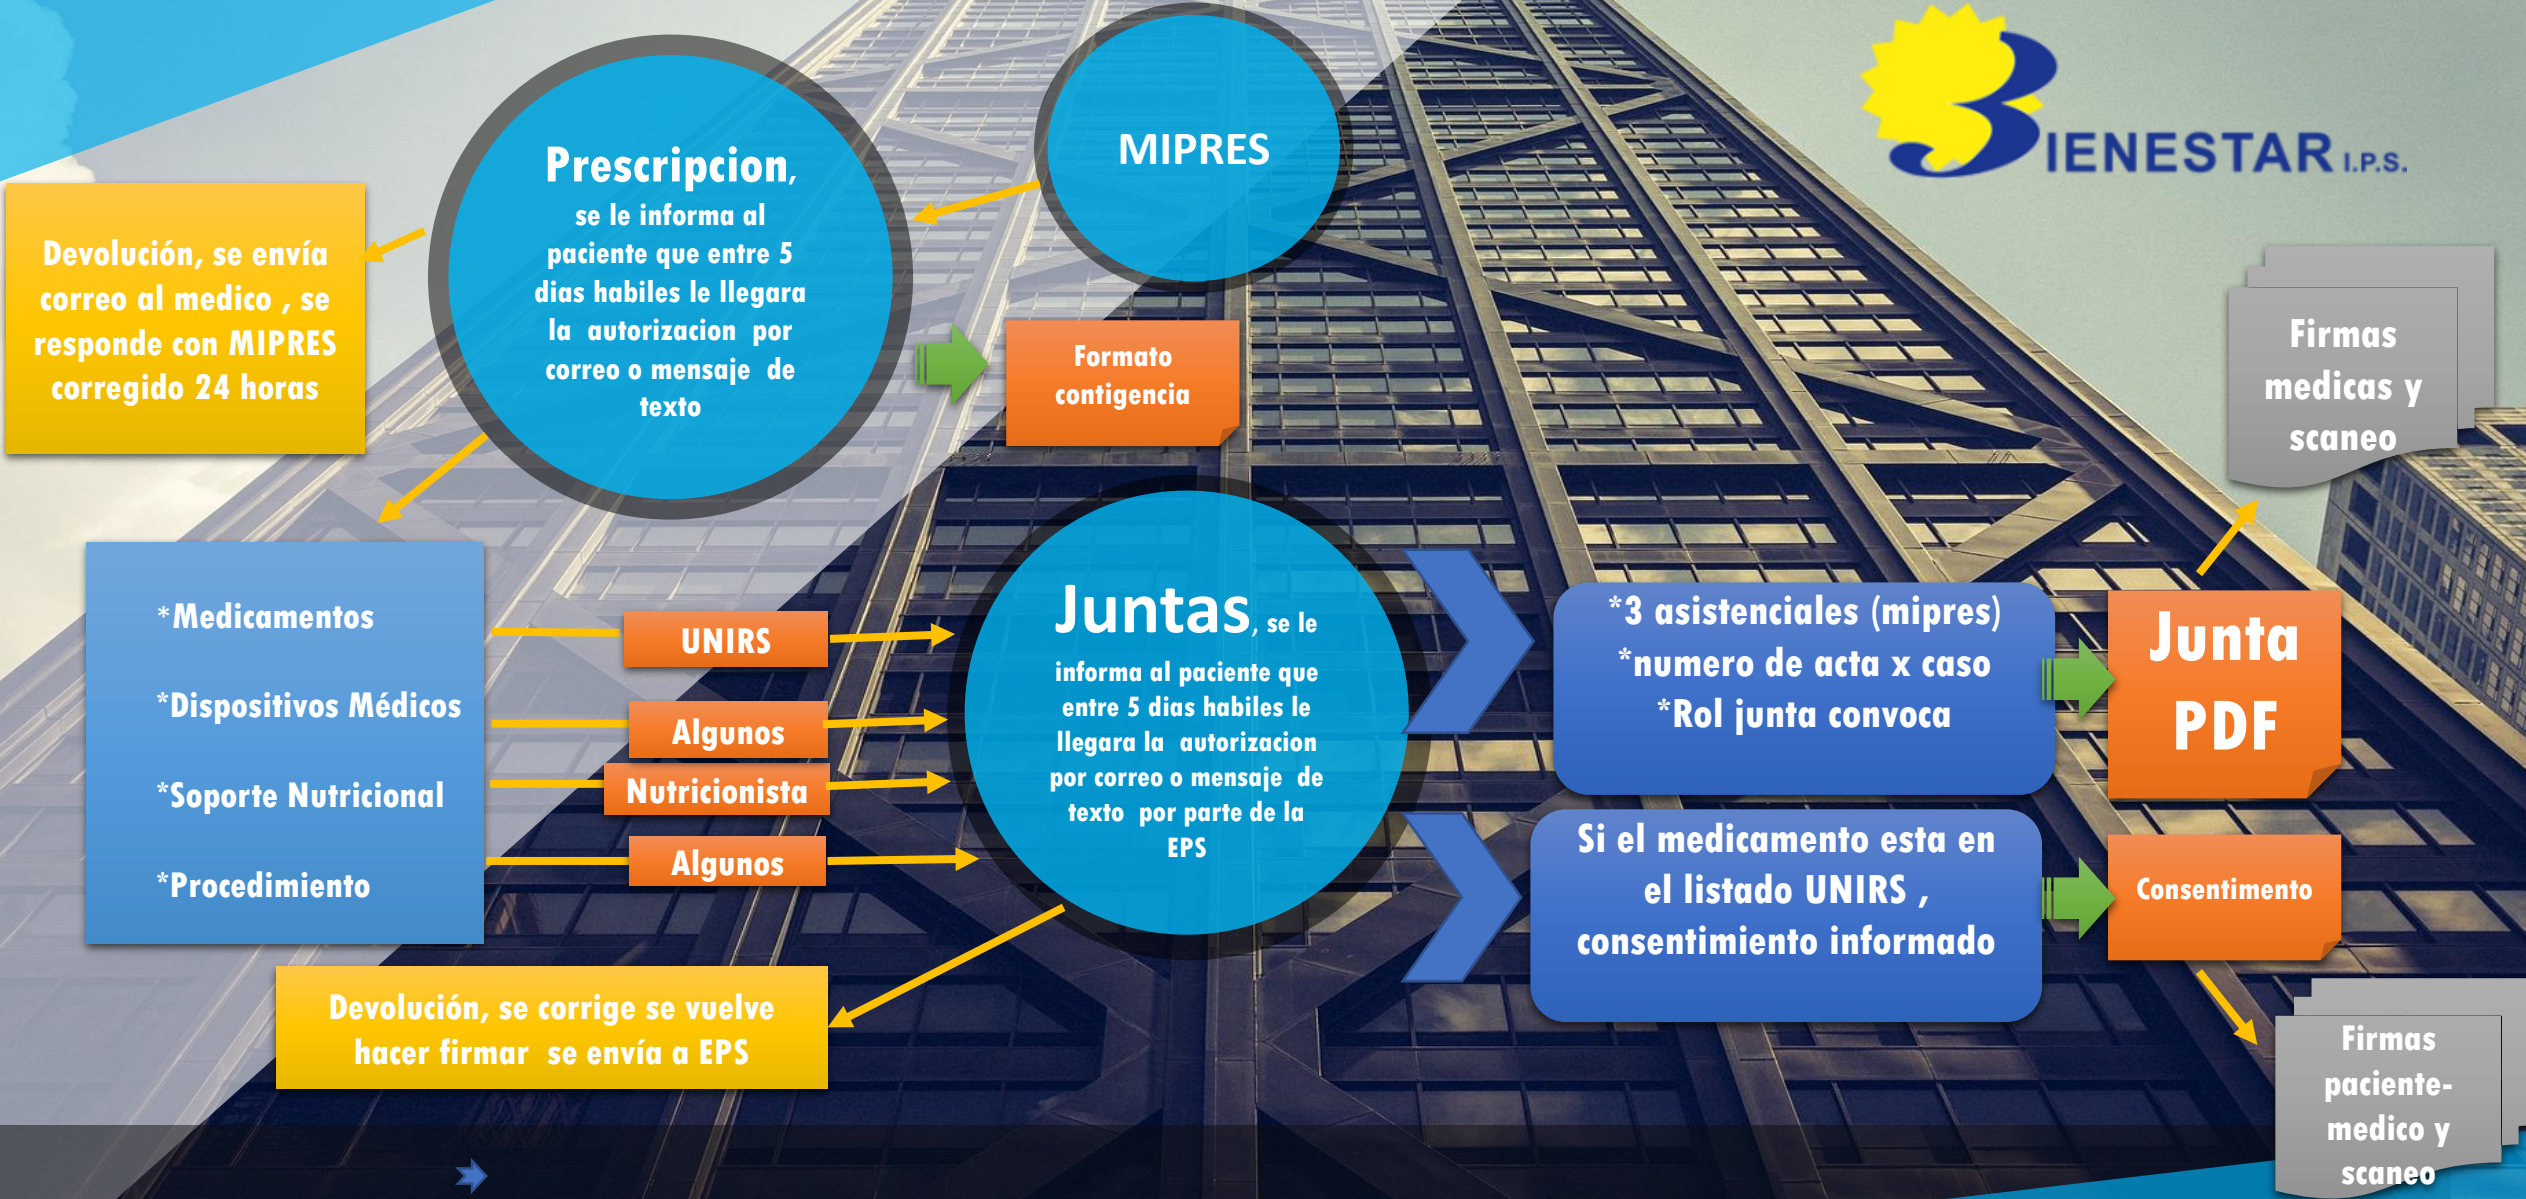 MIPRES
BIENESTAR I.P.S.
Prescripcion,
se le informa al
paciente que entre 5
dias habiles le llegara
la autorizacion por
correo o mensaje de
texto
Devolución, se envía
correo al medico , se
responde con MIPRES
corregido 24 horas
Formato
contigencia
Firmas
medicas y
scaneo
*Medicamentos
*Dispositivos Médicos
*Soporte Nutricional
*Procedimiento
UNIRS
Algunos
Nutricionista
Algunos
Juntas, se le
informa al paciente que
entre 5 dias habiles le
llegara la autorizacion
por correo o mensaje de
texto por parte de la
EPS
*3 asistenciales (mipres)
*numero de acta x caso
*Rol junta convoca
Junta
PDF
Si el medicamento esta en
el listado UNIRS ,
consentimiento informado
Consentimento
Devolución, se corrige se vuelve
hacer firmar se envía a EPS
Firmas
paciente-
medico y
scaneo